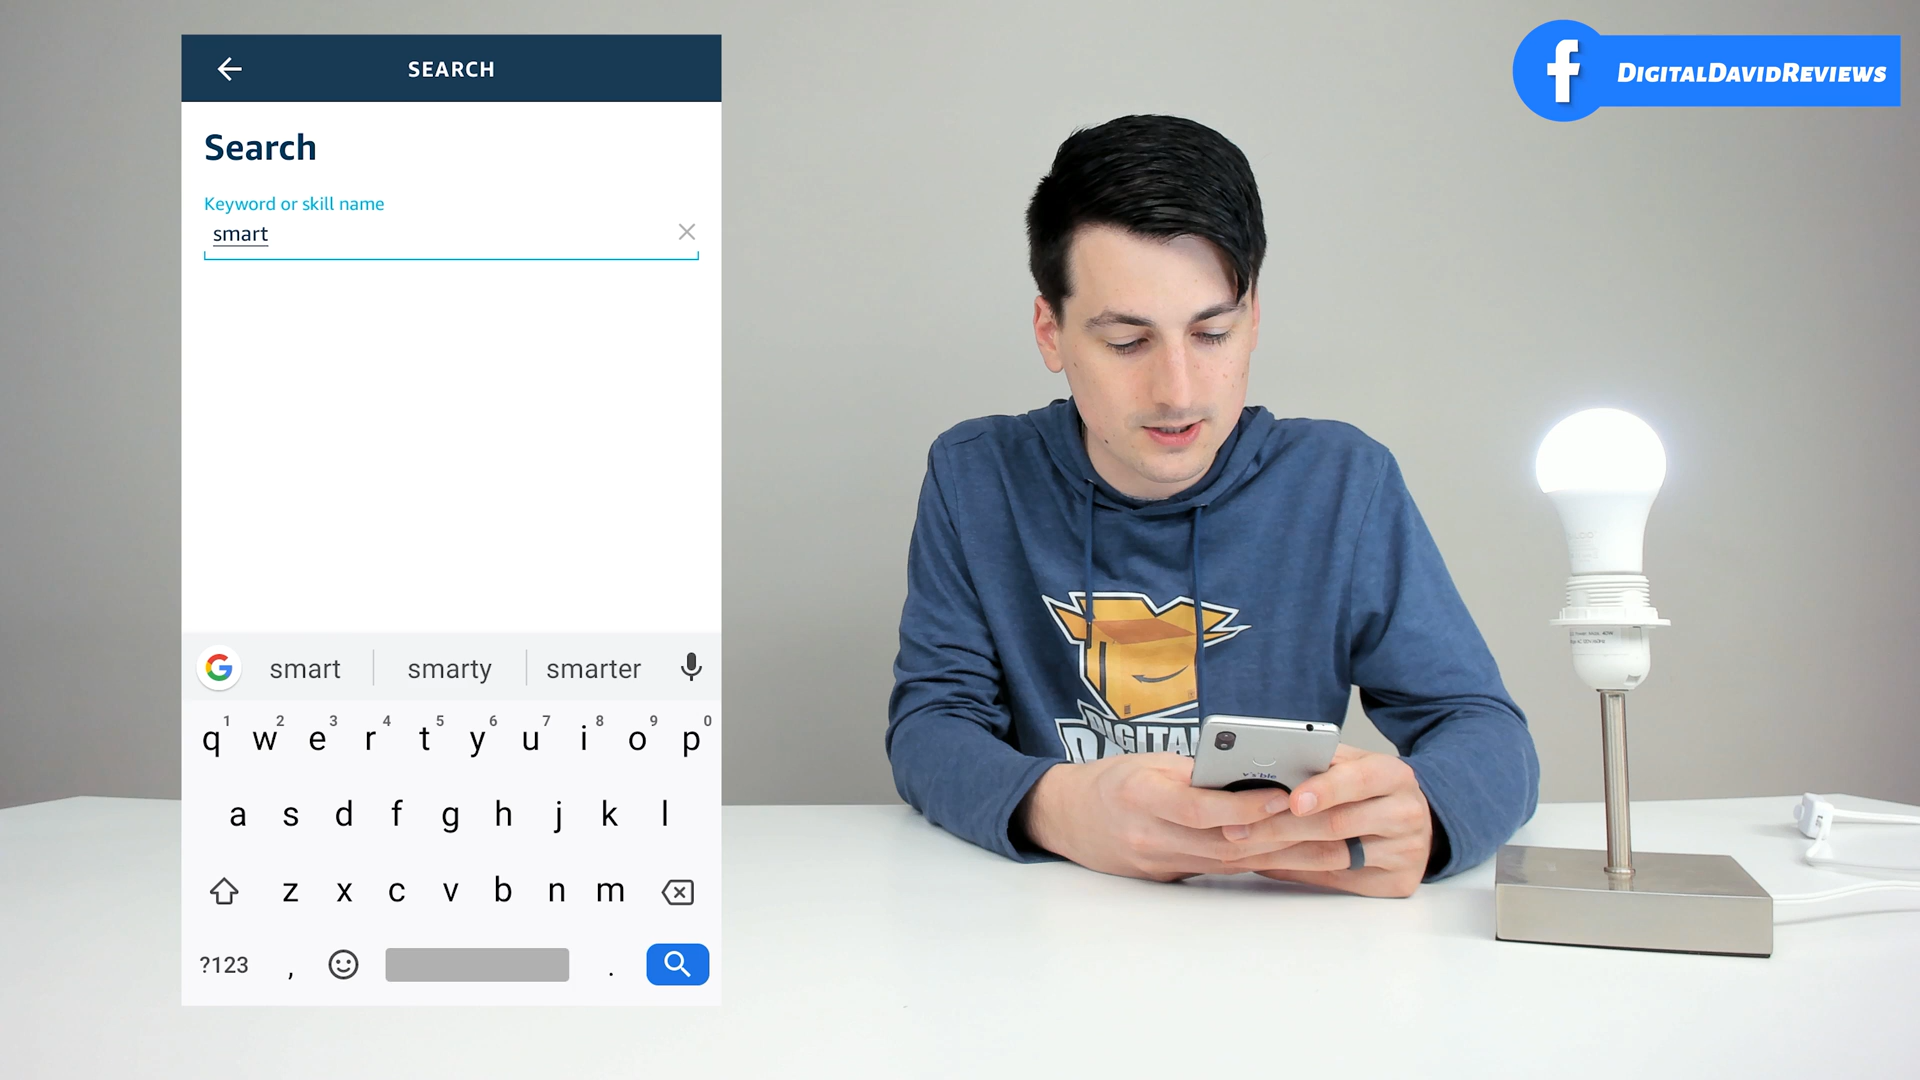 SEARCH
Search
Keyword or skill name
smart
smart smarty smarter
1 2 3 4 5 6 7 8 9 0
q w e r t y u i o p
a s d f g h j k l
z x c v b n m
?123 , .
DIGITALDAVIDREVIEWS
DIGITAL